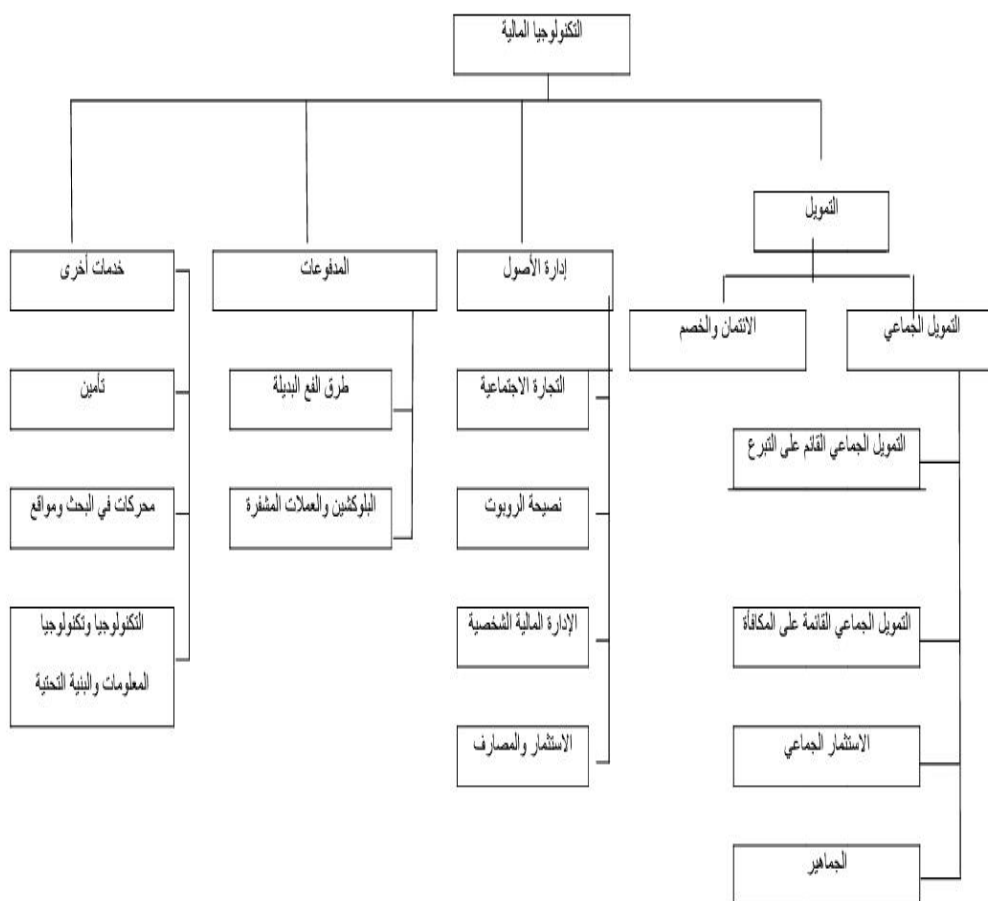 التكنولوجيا المالية
التمويل
إدارة الأصول
المدفوعات
خدمات أخرى
التمويل الجماعي
الائتمان والخصم
التجارة الاجتماعية
طرق الفع البديلة
تأمين
التمويل الجماعي القائم على التبرع
نصيحة الروبوت
البلوكشين والعملات المشفرة
محركات في البحث ومواقع
التمويل الجماعي القائمة على المكافأة
الإدارة المالية الشخصية
التكنولوجيا وتكنولوجيا
المعلومات والبنية التحتية
الاستثمار الجماعي
الاستثمار والمصارف
الجماهير